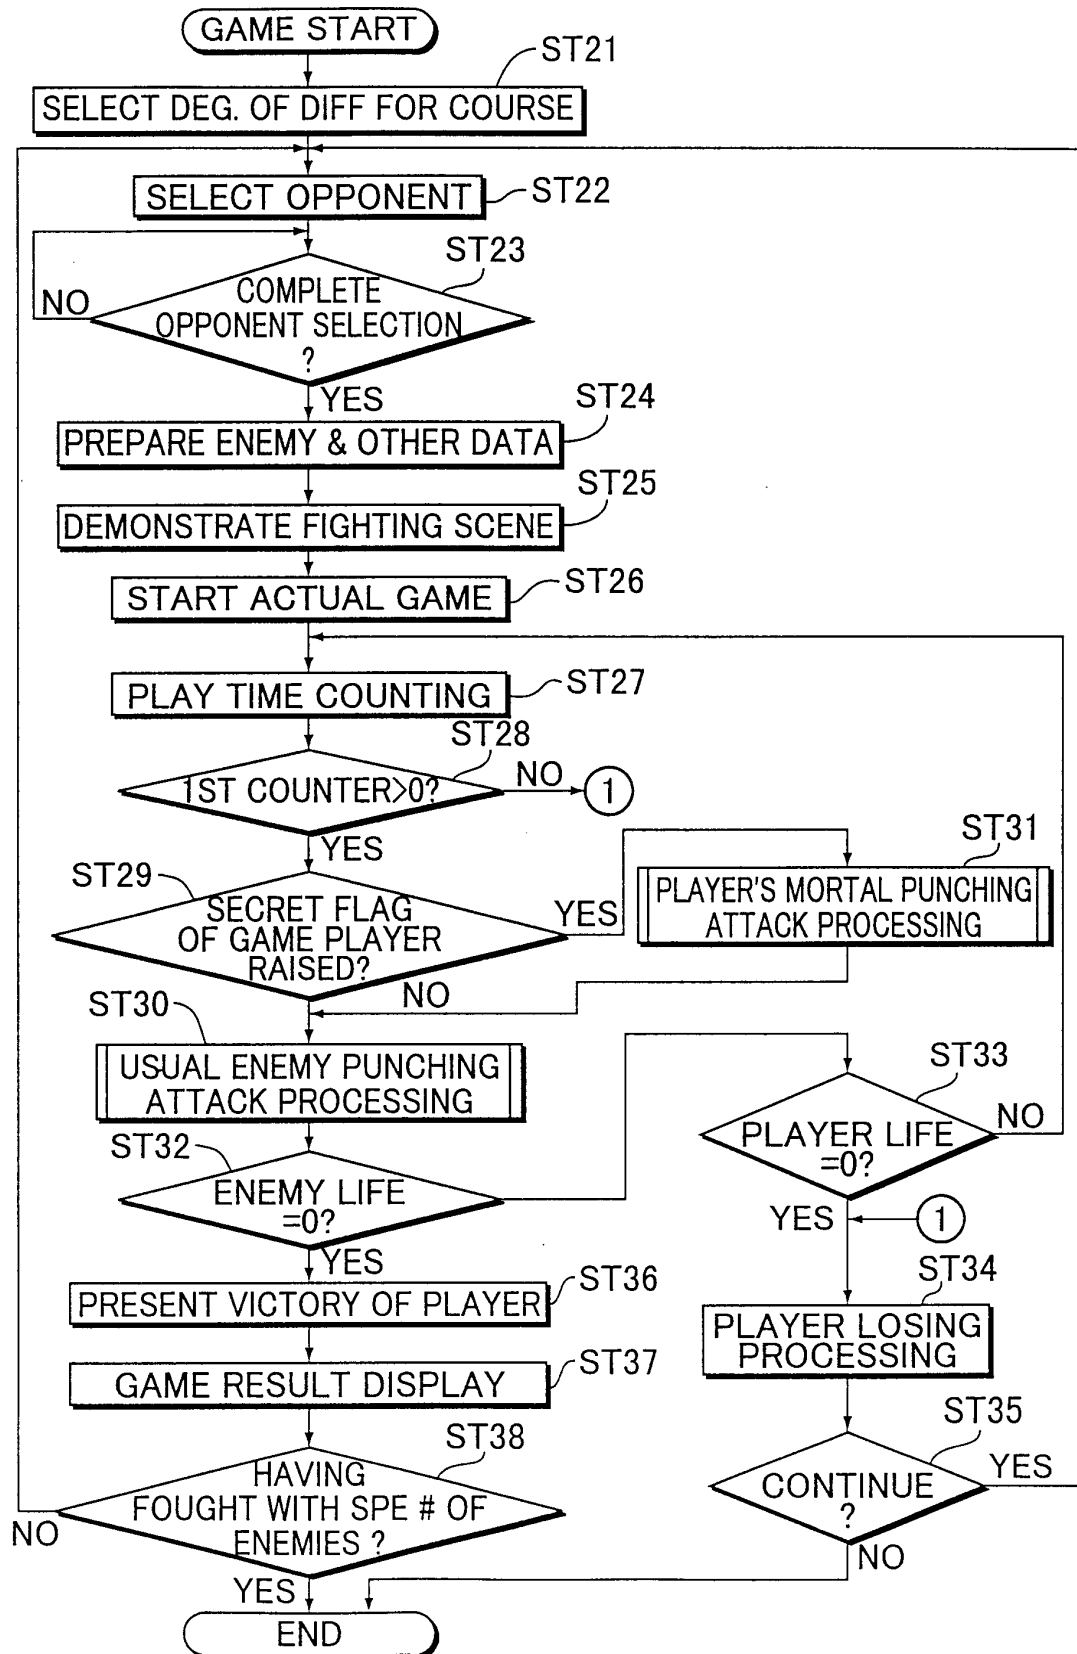 GAME START
ST21
SELECT DEG. OF DIFF FOR COURSE
SELECT OPPONENT
ST22
ST23
COMPLETE
OPPONENT SELECTION
?
NO
YES
ST24
PREPARE ENEMY & OTHER DATA
ST25
DEMONSTRATE FIGHTING SCENE
ST26
START ACTUAL GAME
PLAY TIME COUNTING
ST27
ST28
1ST COUNTER>0?
NO
1
YES
ST29
SECRET FLAG
OF GAME PLAYER
RAISED?
YES
ST31
PLAYER'S MORTAL PUNCHING
ATTACK PROCESSING
NO
ST30
USUAL ENEMY PUNCHING
ATTACK PROCESSING
ST33
PLAYER LIFE
=0?
NO
ST32
ENEMY LIFE
=0?
YES
YES
1
ST36
PRESENT VICTORY OF PLAYER
ST34
PLAYER LOSING
PROCESSING
ST37
GAME RESULT DISPLAY
ST38
HAVING
FOUGHT WITH SPE # OF
ENEMIES ?
NO
YES
ST35
CONTINUE
?
YES
NO
END